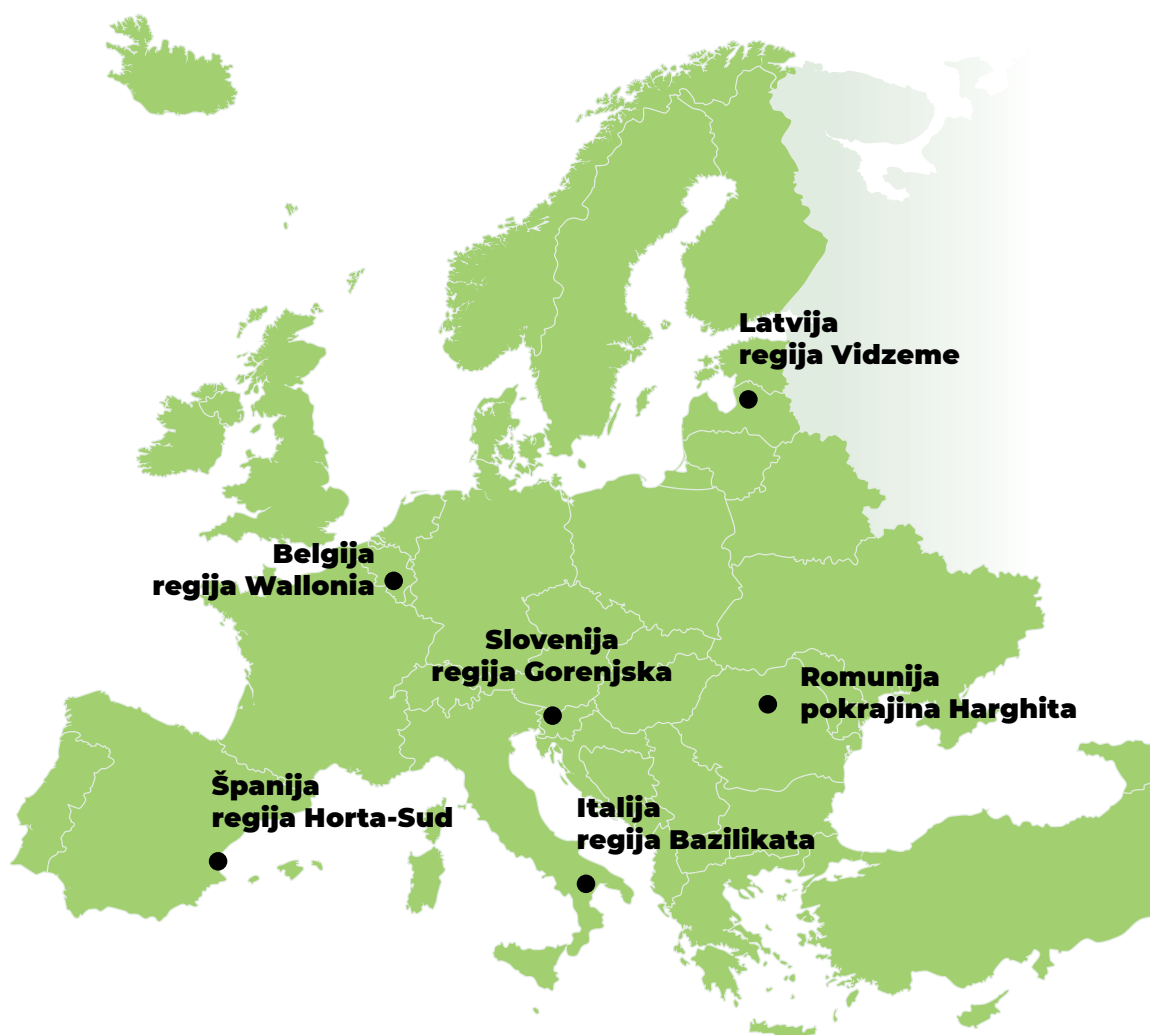 Latvija
regija Vidzeme
Belgija
regija Wallonia
Slovenija
regija Gorenjska
Romunija
pokrajina Harghita
Španija
regija Horta-Sud
Italija
regija Bazilikata